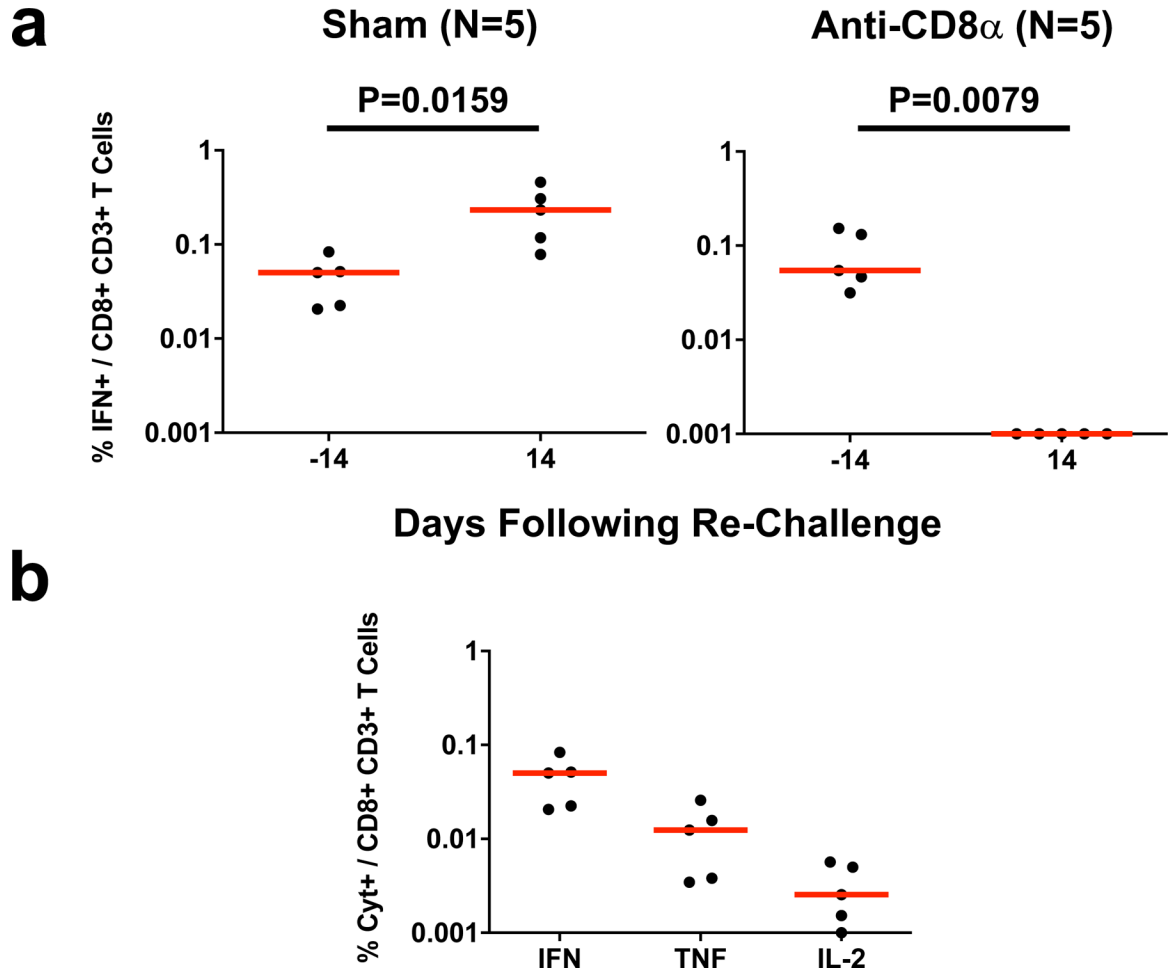 a
Sham (N=5)
Anti-CD8α (N=5)
P=0.0159
P=0.0079
% IFN+ / CD8+ CD3+ T Cells
1
0.1
0.01
0.001
-14
14
1
0.1
0.01
0.001
-14
14
Days Following Re-Challenge
b
% Cyt+ / CD8+ CD3+ T Cells
1
0.1
0.01
0.001
IFN
TNF
IL-2